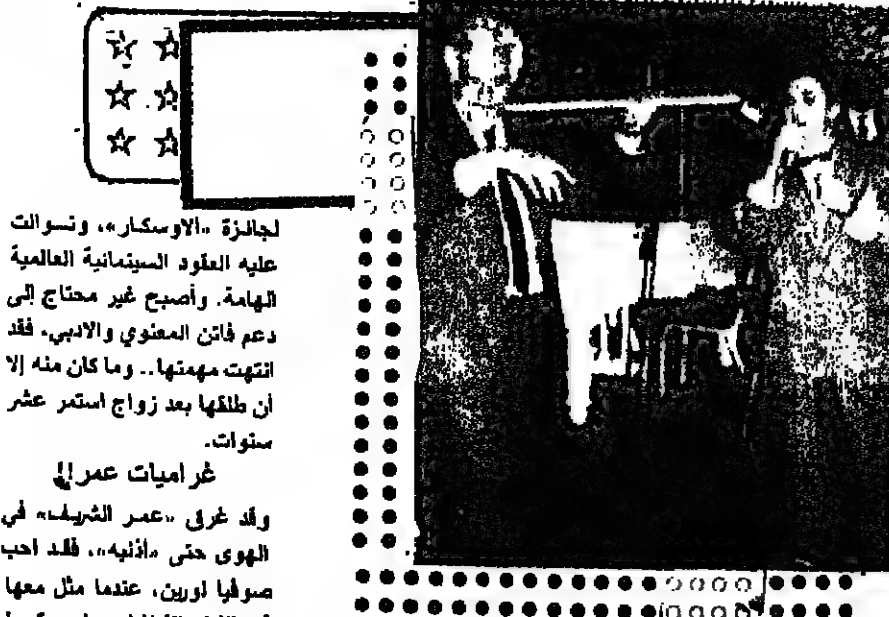 لجائزة «الاوسكار»، وتوالت
عليه العقود السينمائية العالمية
الهامة. وأصبح غير محتاج إلى
دعم فاتن المعنوي والادبي، فقد
انتهت مهمتها.. وما كان منه إلا
أن طلقها بعد زواج استمر عشر
سنوات.
غراميات عمر!!
وقد غرق «عمر الشريف» في
الهوى حتى «أذنيه»، فقد احب
صوفيا لورين، عندما مثل معها